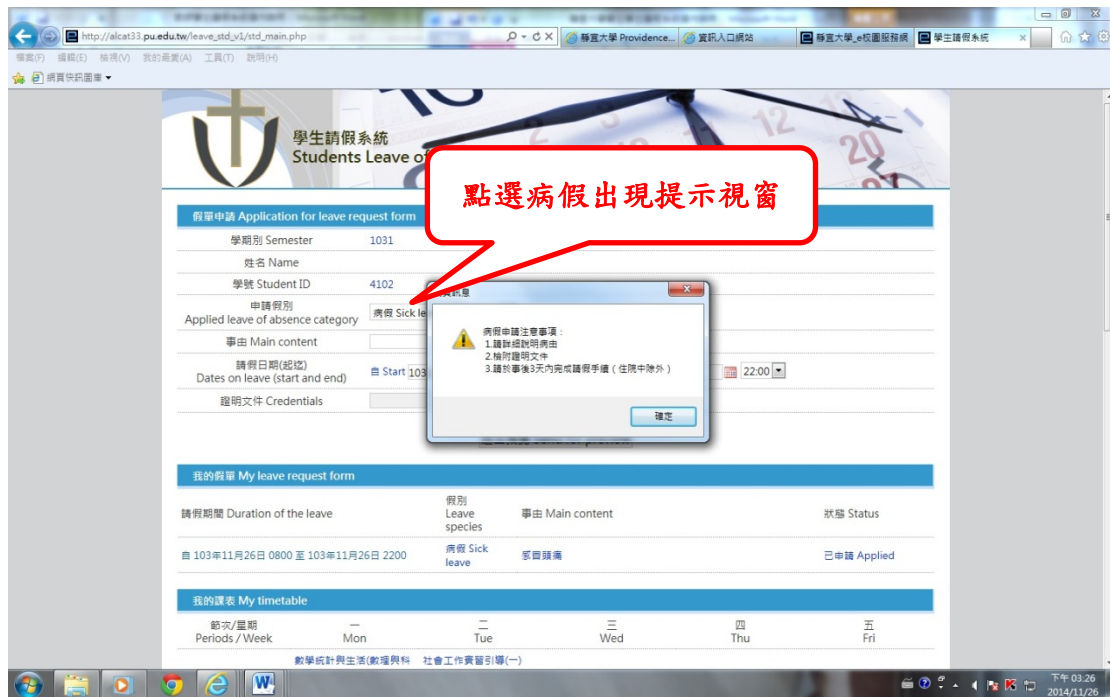 http://alcat33.pu.edu.tw/leave_std_v1/std_main.php
靜宜大學 Providence...
資訊入口網站
靜宜大學_e校園服務網
學生請假系統
檔案(F) 編輯(E) 檢視(V) 我的最愛(A) 工具(T) 說明(H)
網頁快訊圖庫
學生請假系統
Students Leave of
點選病假出現提示視窗
假單申請 Application for leave request form
學期別 Semester 1031
姓名 Name
學號 Student ID 4102
申請假別
Applied leave of absence category
病假 Sick le
事由 Main content
請假日期(起迄)
Dates on leave (start and end)
自 Start 103
22:00
證明文件 Credentials
病假申請注意事項：
1.請詳細說明病由
2.檢附證明文件
3.請於事後3天內完成請假手續（住院中除外）
確定
我的假單 My leave request form
請假期間 Duration of the leave
假別
Leave
species
事由 Main content
狀態 Status
自 103年11月26日 0800 至 103年11月26日 2200
病假 Sick
leave
感冒頭痛
已申請 Applied
我的課表 My timetable
節次/星期
Periods / Week
一
Mon
二
Tue
三
Wed
四
Thu
五
Fri
數學統計與生活(數理與科
社會工作實習引導(一)
下午 03:26
2014/11/26